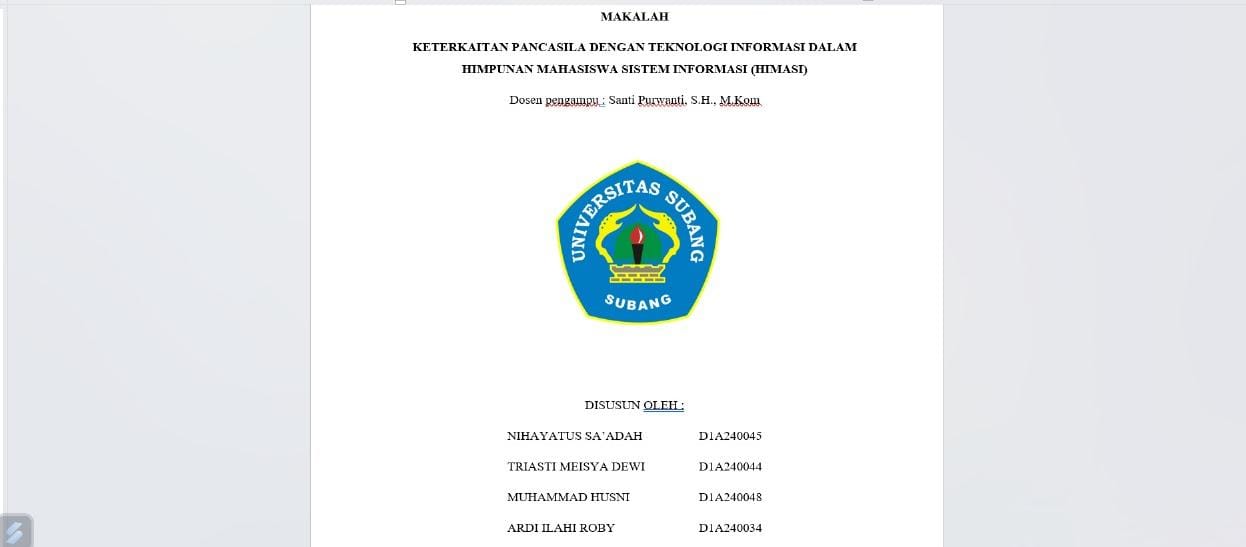 MAKALAH
KETERKAITAN PANCASILA DENGAN TEKNOLOGI INFORMASI DALAM
HIMPUNAN MAHASISWA SISTEM INFORMASI (HIMASI)
Dosen pengampu : Santi Purwanti, S.H., M.Kom
UNIVERSITAS SUBANG
SUBANG
DISUSUN OLEH :
NIHAYATUS SA’ADAH D1A240045
TRIASTI MEISYA DEWI D1A240044
MUHAMMAD HUSNI D1A240048
ARDI ILAHI ROBY D1A240034